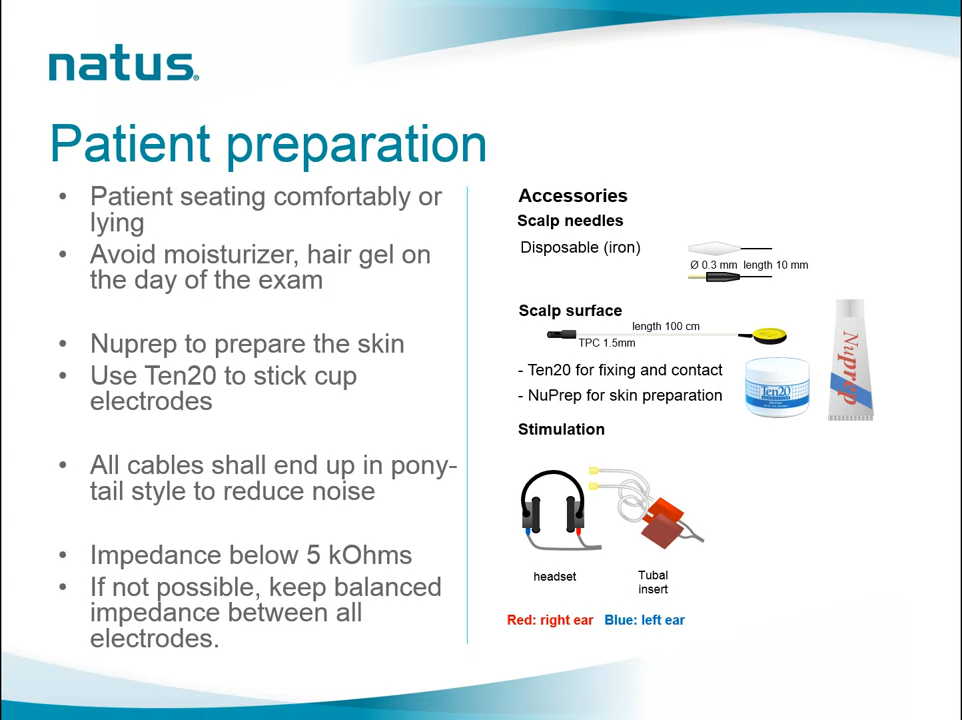 natus®
Patient preparation
• Patient seating comfortably or
lying
• Avoid moisturizer, hair gel on
the day of the exam
• Nuprep to prepare the skin
• Use Ten20 to stick cup
electrodes
• All cables shall end up in pony-
tail style to reduce noise
• Impedance below 5 kOhms
• If not possible, keep balanced
impedance between all
electrodes.
Accessories
Scalp needles
Disposable (iron)
Ø 0.3 mm length 10 mm
Scalp surface
length 100 cm
TPC 1.5mm
- Ten20 for fixing and contact
- NuPrep for skin preparation
Ten20
Nuprep
Stimulation
headset
Tubal
insert
Red: right ear Blue: left ear